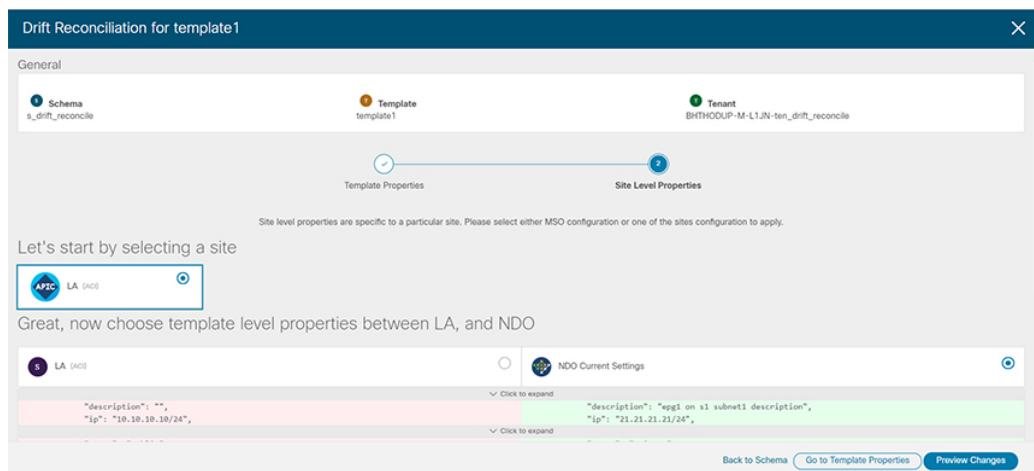 Drift Reconciliation for template1
General
S Schema
s_drift_reconcile
T Template
template1
T Tenant
BHTHODUP-M-L1JN-ten_drift_reconcile
Template Properties
2
Site Level Properties
Site level properties are specific to a particular site. Please select either MSO configuration or one of the sites configuration to apply.
Let's start by selecting a site
APIC LA (ACI)
Great, now choose template level properties between LA, and NDO
S LA (ACI)
NDO Current Settings
Click to expand
"description": "", "description": "epg1 on s1 subnet1 description",
"ip": "10.10.10.10/24", "ip": "21.21.21.21/24",
Click to expand
Back to Schema Go to Template Properties Preview Changes